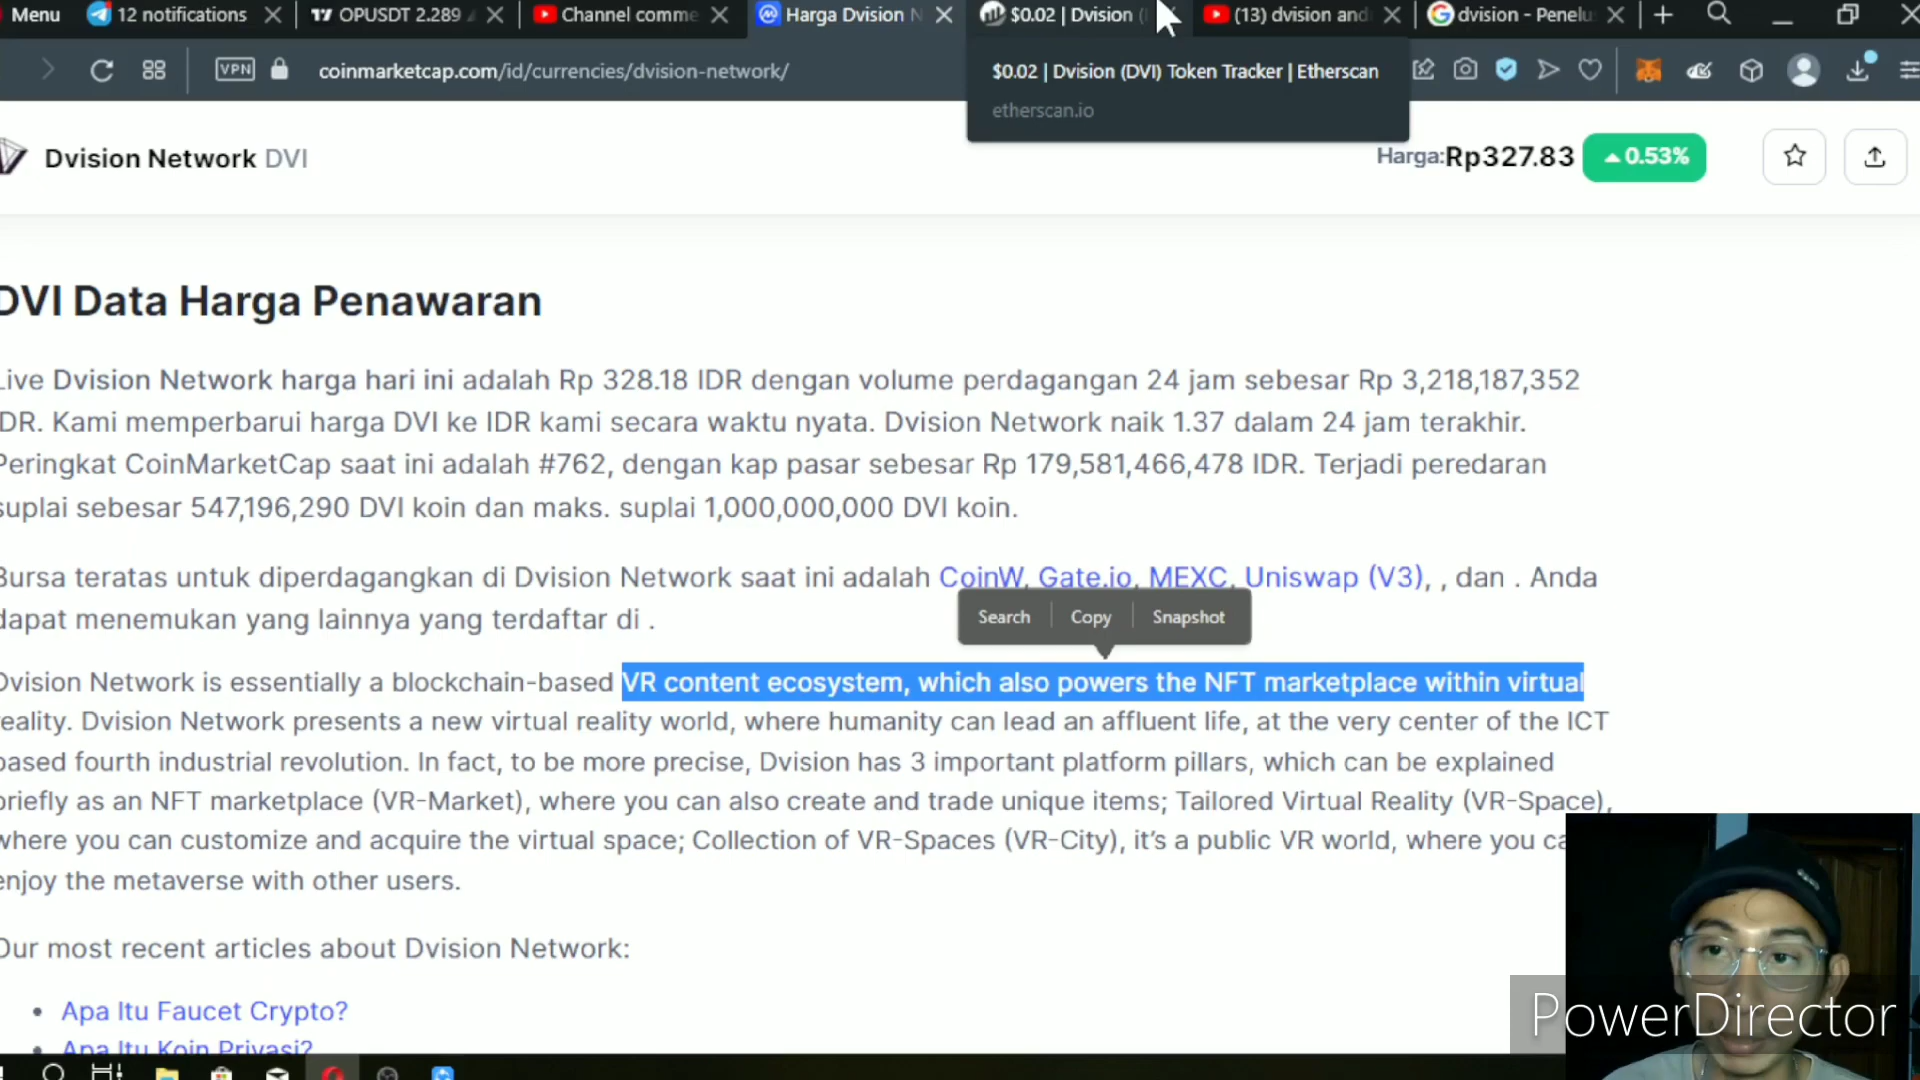 Menu
12 notifications
OPUSDT 2.289
Channel comme
Harga Dvision N
$0.02 | Dvision (
(13) dvision and
dvision - Penelu
VPN
coinmarketcap.com/id/currencies/dvision-network/
$0.02 | Dvision (DVI) Token Tracker | Etherscan
etherscan.io
Dvision Network DVI
Harga:Rp327.83
0.53%
DVI Data Harga Penawaran
Live Dvision Network harga hari ini adalah Rp 328.18 IDR dengan volume perdagangan 24 jam sebesar Rp 3,218,187,352
IDR. Kami memperbarui harga DVI ke IDR kami secara waktu nyata. Dvision Network naik 1.37 dalam 24 jam terakhir.
Peringkat CoinMarketCap saat ini adalah #762, dengan kap pasar sebesar Rp 179,581,466,478 IDR. Terjadi peredaran
suplai sebesar 547,196,290 DVI koin dan maks. suplai 1,000,000,000 DVI koin.
Bursa teratas untuk diperdagangkan di Dvision Network saat ini adalah CoinW, Gate.io, MEXC, Uniswap (V3), , dan . Anda
dapat menemukan yang lainnya yang terdaftar di .
Search
Copy
Snapshot
Dvision Network is essentially a blockchain-based VR content ecosystem, which also powers the NFT marketplace within virtual
reality. Dvision Network presents a new virtual reality world, where humanity can lead an affluent life, at the very center of the ICT
based fourth industrial revolution. In fact, to be more precise, Dvision has 3 important platform pillars, which can be explained
briefly as an NFT marketplace (VR-Market), where you can also create and trade unique items; Tailored Virtual Reality (VR-Space),
where you can customize and acquire the virtual space; Collection of VR-Spaces (VR-City), it's a public VR world, where you ca
enjoy the metaverse with other users.
Our most recent articles about Dvision Network:
• Apa Itu Faucet Crypto?
• Apa Itu Koin Privasi?
PowerDirector